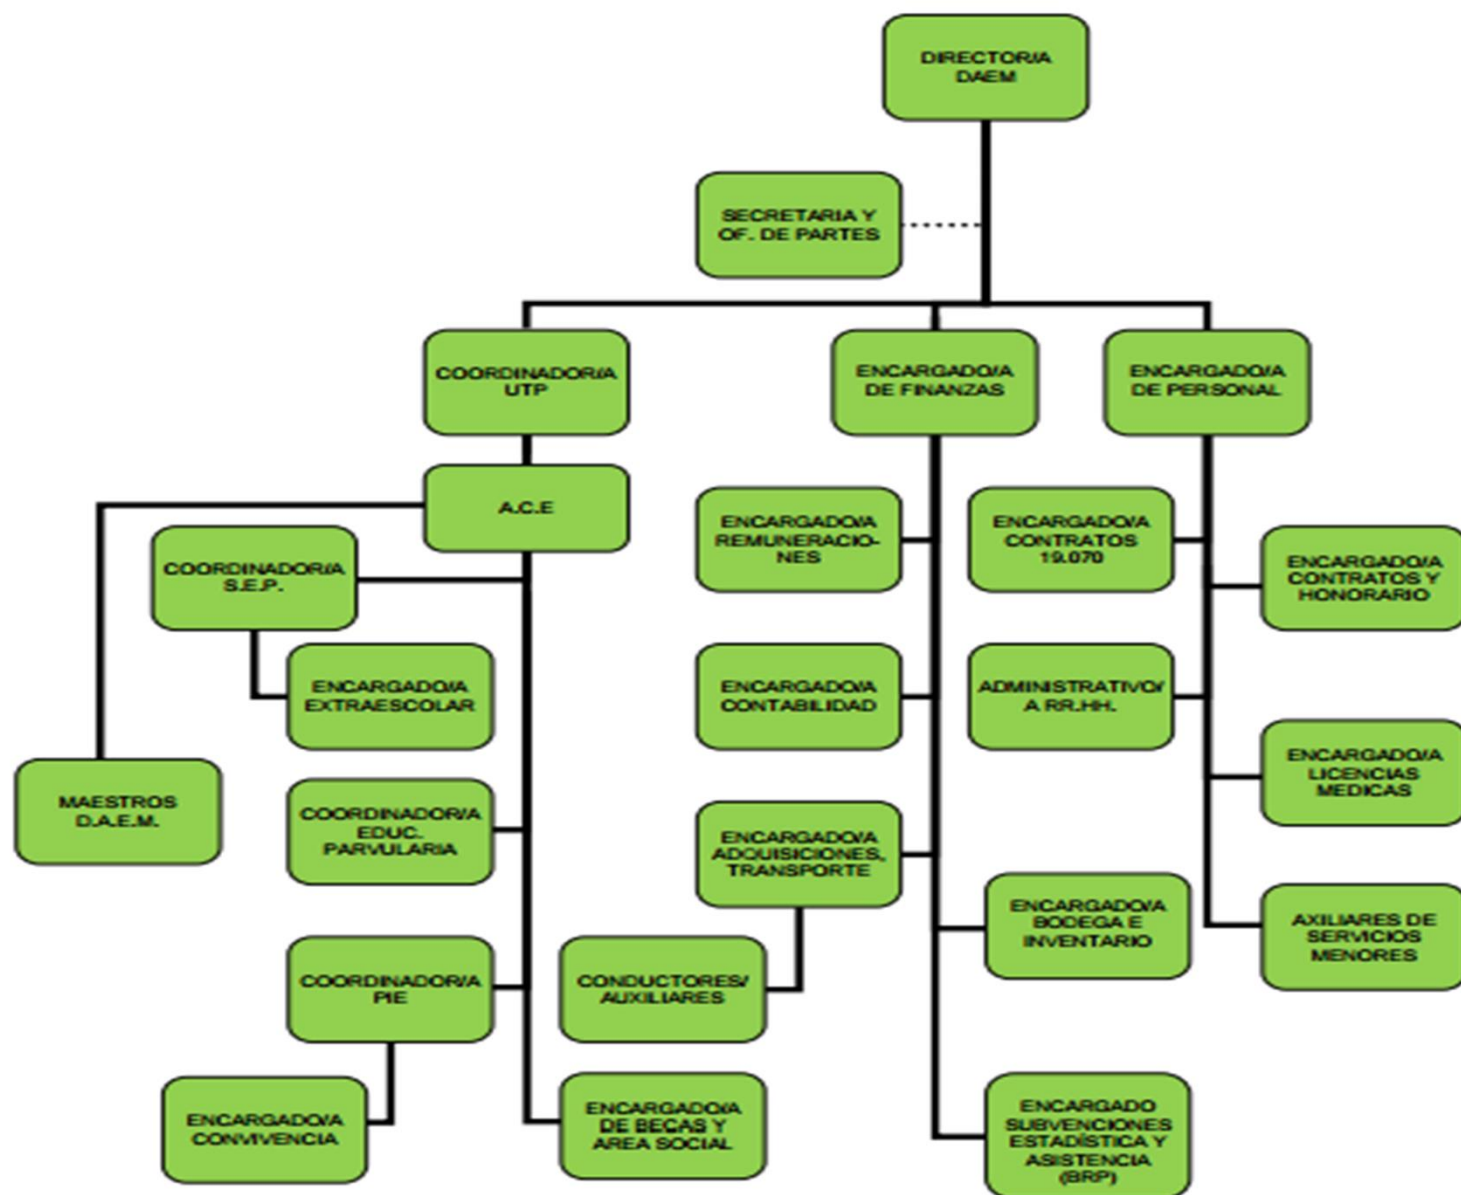 DIRECTOR/A
DAEM
SECRETARIA Y
OF. DE PARTES
COORDINADOR/A
UTP
ENCARGADO/A
DE FINANZAS
ENCARGADO/A
DE PERSONAL
A.C.E
ENCARGADO/A
REMUNERACIO-
NES
ENCARGADO/A
CONTRATOS
19.070
COORDINADOR/A
S.E.P.
ENCARGADO/A
CONTRATOS Y
HONORARIO
ENCARGADO/A
EXTRAESCOLAR
ENCARGADO/A
CONTABILIDAD
ADMINISTRATIVO/
A RR.HH.
MAESTROS
D.A.E.M.
ENCARGADO/A
LICENCIAS
MEDICAS
COORDINADOR/A
EDUC.
PARVULARIA
ENCARGADO/A
ADQUISICIONES,
TRANSPORTE
ENCARGADO/A
BODEGA E
INVENTARIO
AXILIARES DE
SERVICIOS
MENORES
COORDINADOR/A
PIE
CONDUCTORES/
AUXILIARES
ENCARGADO/A
CONVIVENCIA
ENCARGADO/A
DE BECAS Y
AREA SOCIAL
ENCARGADO
SUBVENCIONES
ESTADÍSTICA Y
ASISTENCIA
(BRP)